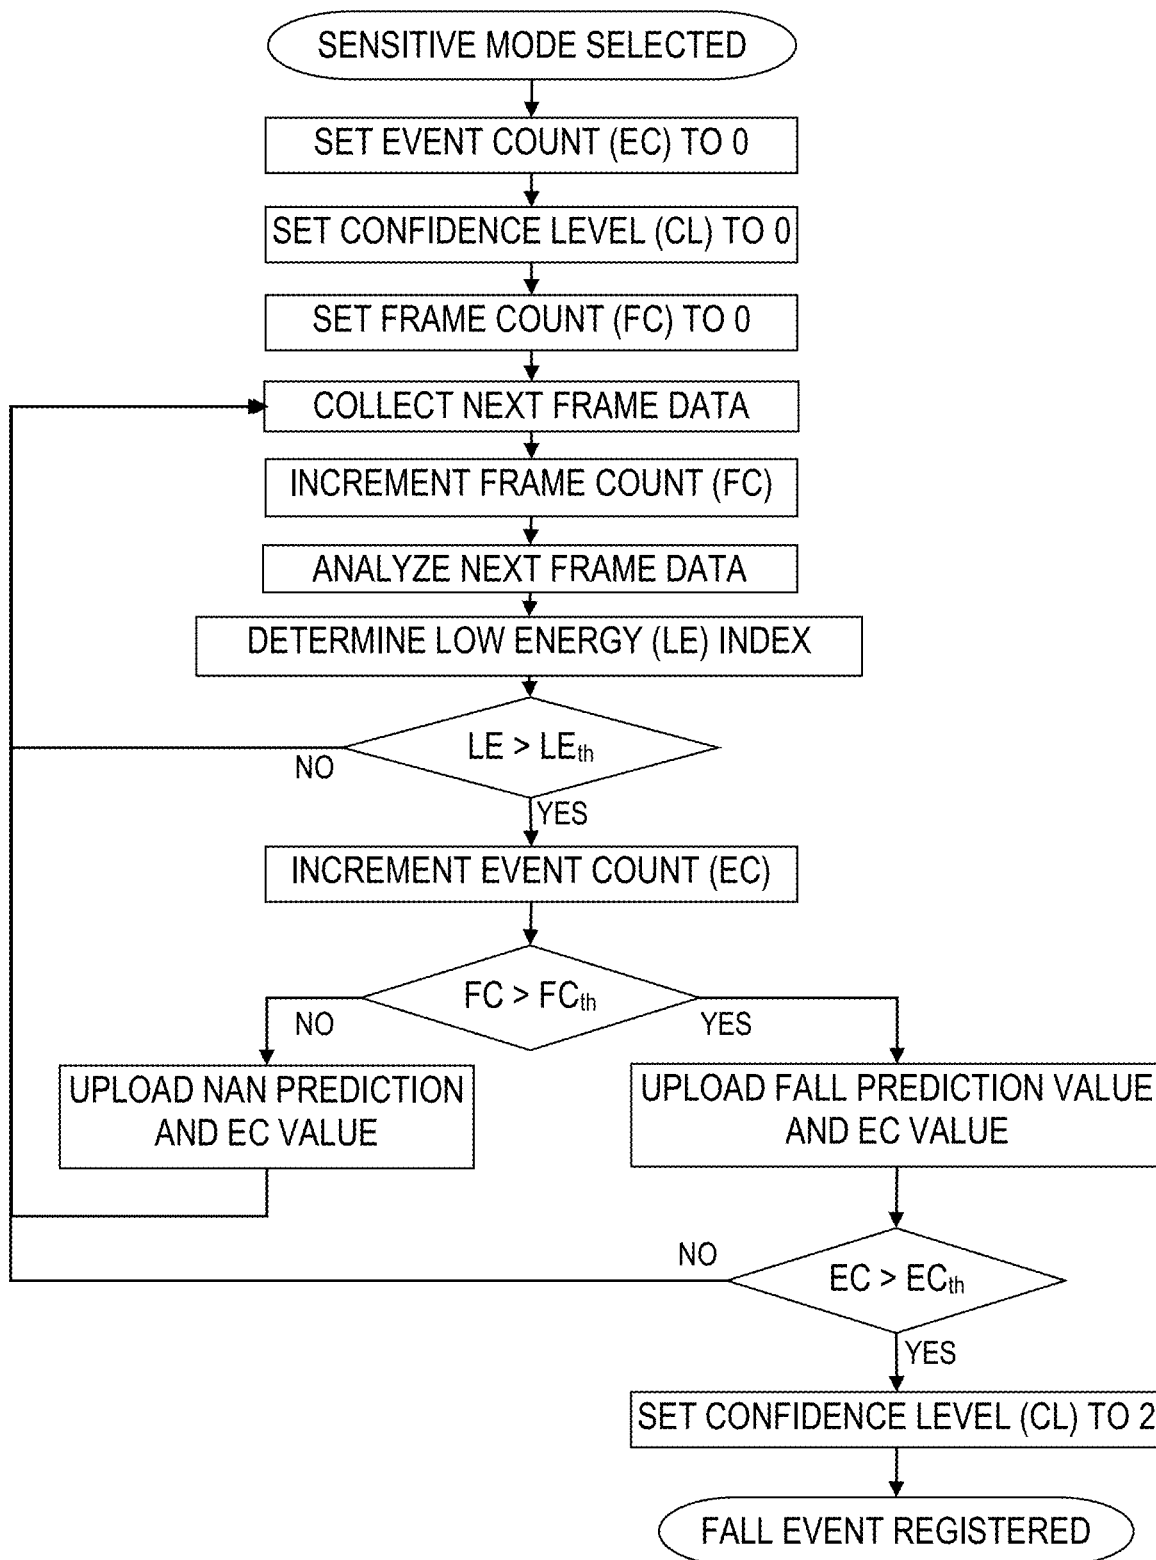 SENSITIVE MODE SELECTED
SET EVENT COUNT (EC) TO 0
SET CONFIDENCE LEVEL (CL) TO 0
SET FRAME COUNT (FC) TO 0
COLLECT NEXT FRAME DATA
INCREMENT FRAME COUNT (FC)
ANALYZE NEXT FRAME DATA
DETERMINE LOW ENERGY (LE) INDEX
LE > LEth
NO
YES
INCREMENT EVENT COUNT (EC)
FC > FCth
NO
YES
UPLOAD NAN PREDICTION
AND EC VALUE
UPLOAD FALL PREDICTION VALUE
AND EC VALUE
NO
EC > ECth
YES
SET CONFIDENCE LEVEL (CL) TO 2
FALL EVENT REGISTERED